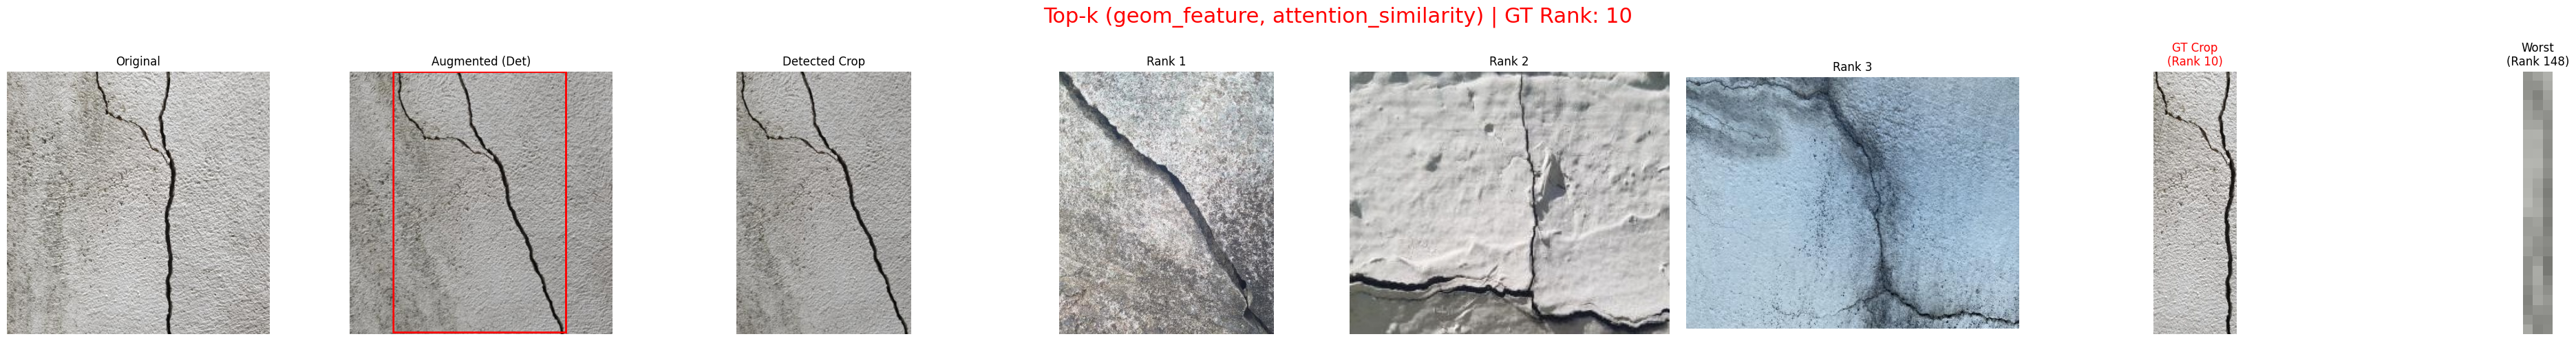 Top-k (geom_feature, attention_similarity) | GT Rank: 10
Original
Augmented (Det)
Detected Crop
Rank 1
Rank 2
Rank 3
GT Crop
(Rank 10)
Worst
(Rank 148)